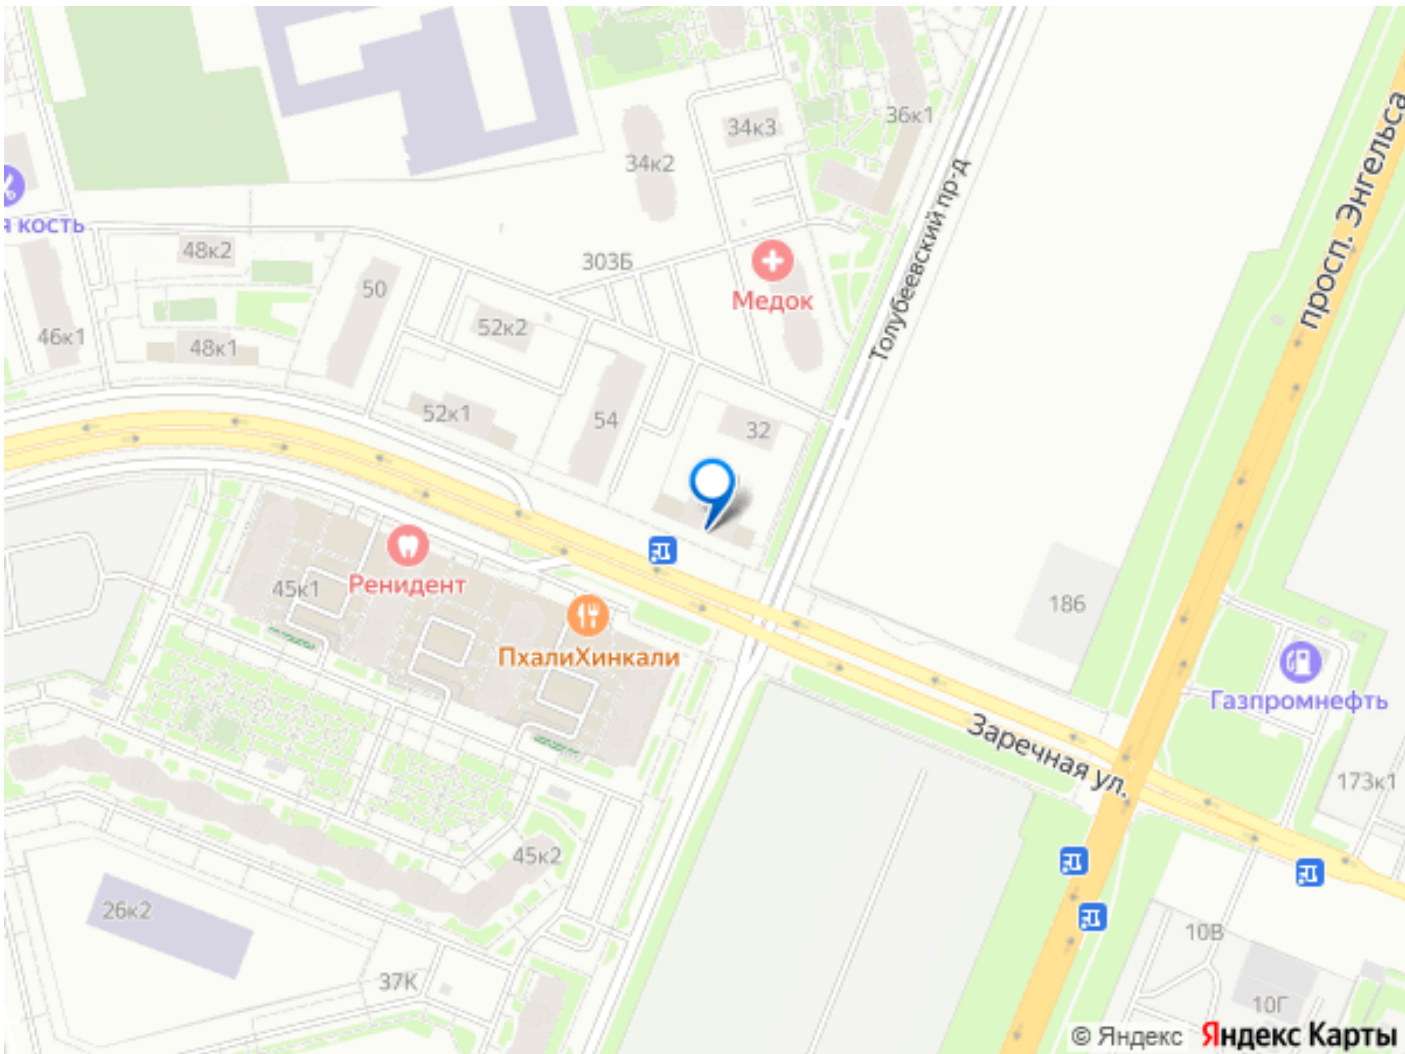 36к1
34к3
34к2
Толубеевский пр-д
просп. Энгельса
я кость
48к2
303Б
Медок
50
46к1
48к1
52к2
52к1
54
32
Ренидент
45к1
186
ПхалиХинкали
Газпромнефть
Заречная ул.
173к1
45к2
26к2
10В
37К
10Г
© Яндекс Яндекс Карты